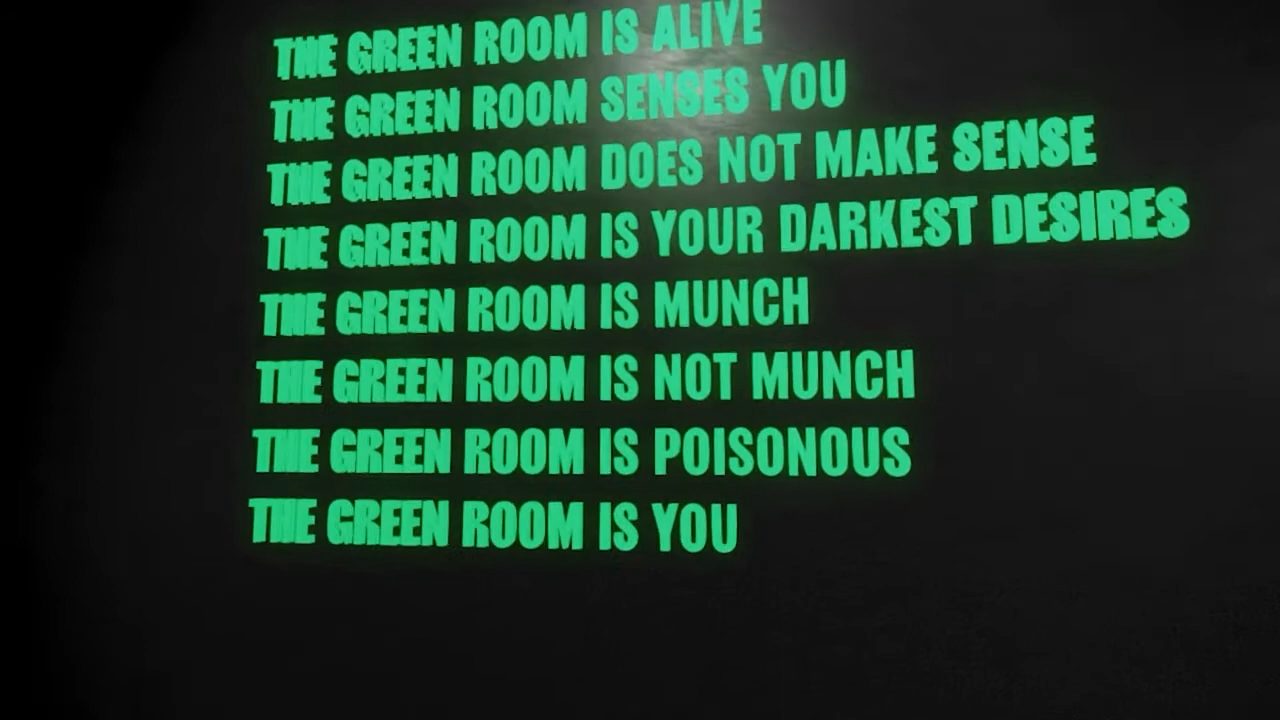 THE GREEN ROOM IS ALIVE
THE GREEN ROOM SENSES YOU
THE GREEN ROOM DOES NOT MAKE SENSE
THE GREEN ROOM IS YOUR DARKEST DESIRES
THE GREEN ROOM IS MUNCH
THE GREEN ROOM IS NOT MUNCH
THE GREEN ROOM IS POISONOUS
THE GREEN ROOM IS YOU